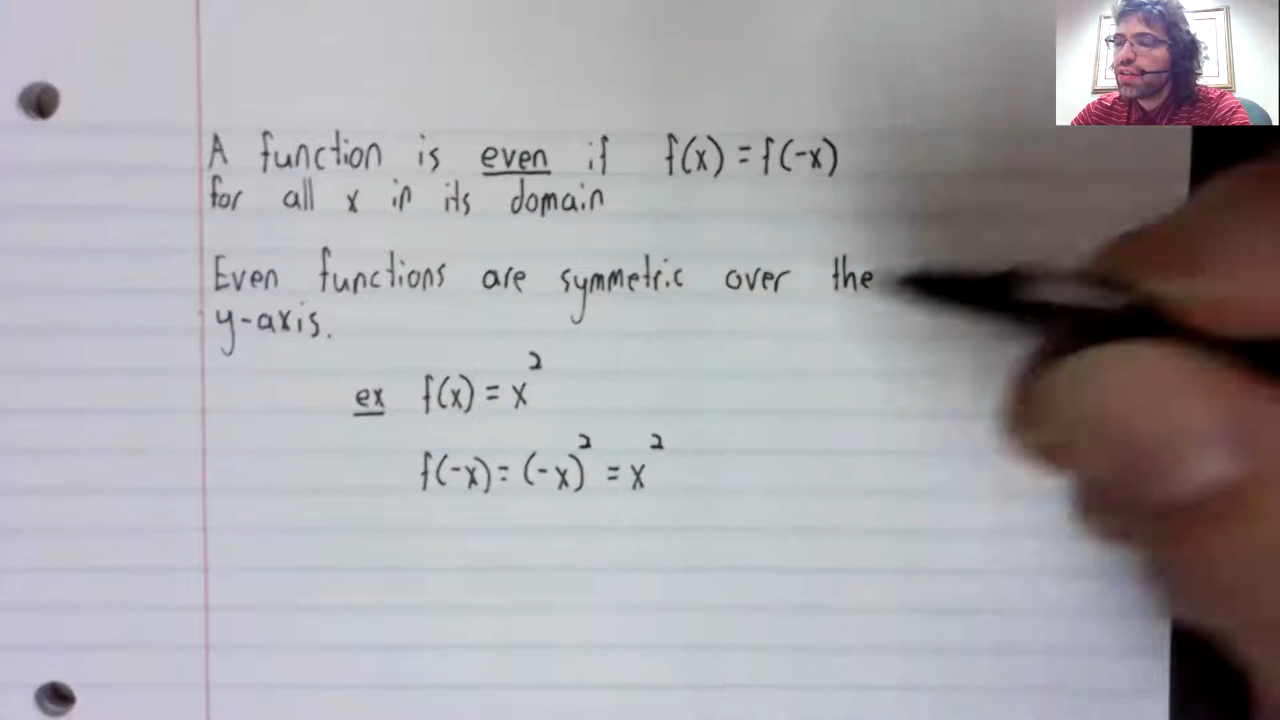 A function is even if f(x) = f(-x)
for all x in its domain
Even functions are symmetric over the
y-axis.
ex f(x) = x²
f(-x) = (-x)² = x²